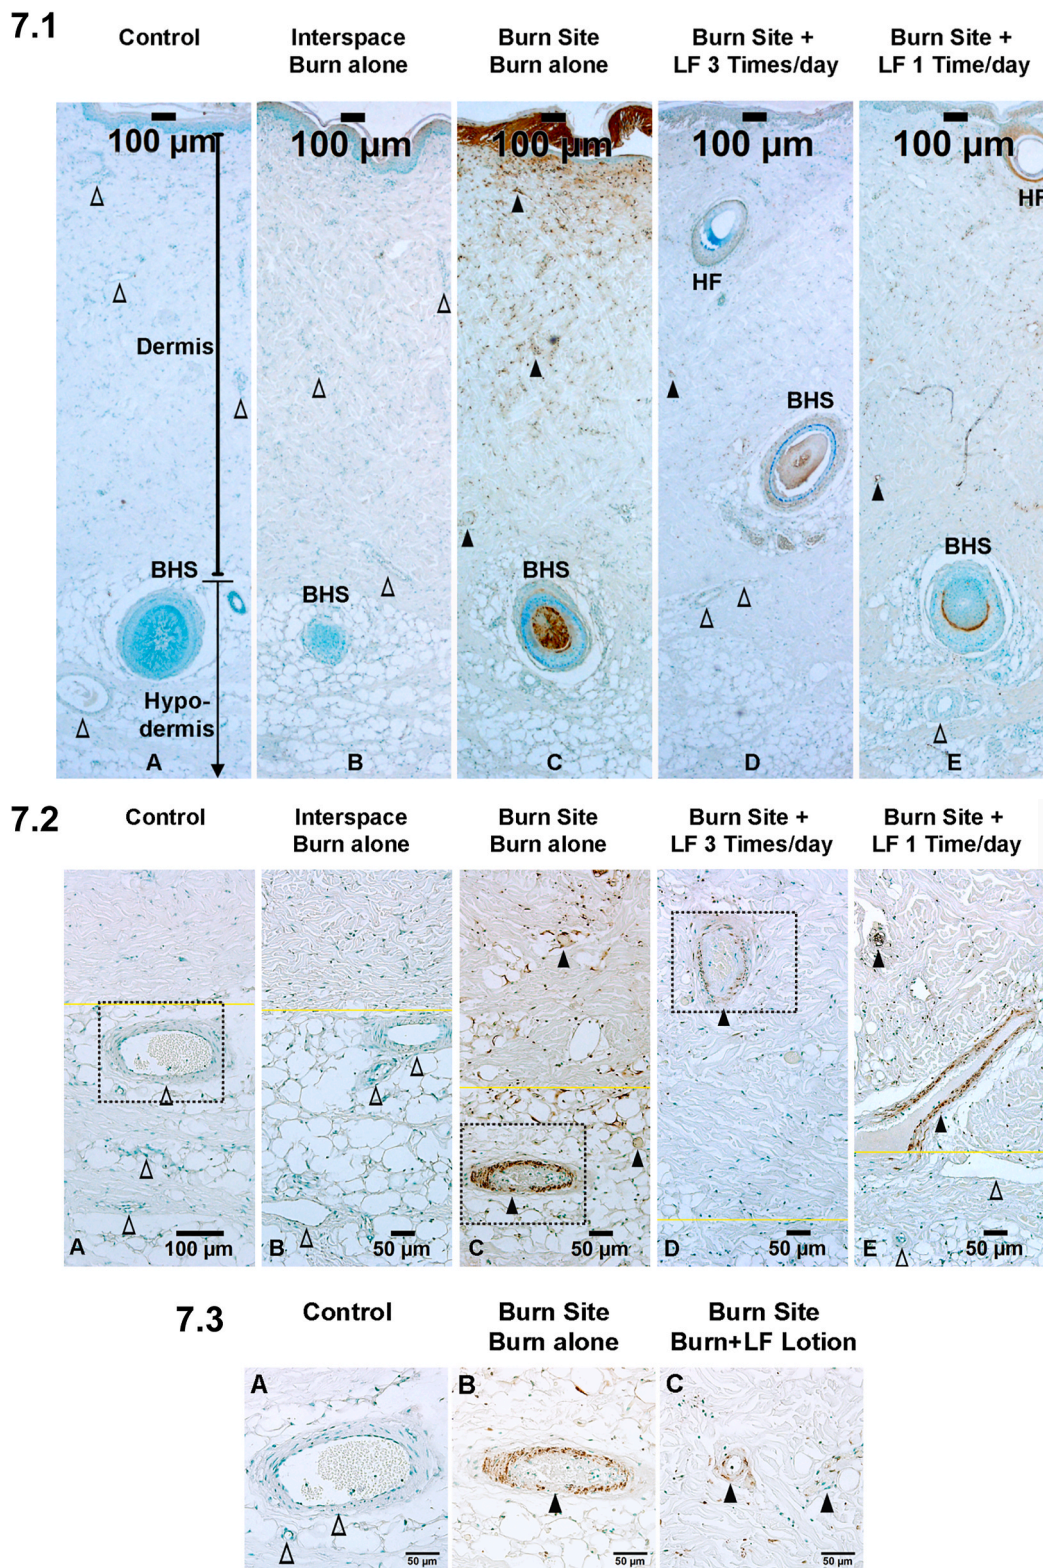 7.1
Control
Interspace
Burn alone
Burn Site
Burn alone
Burn Site +
LF 3 Times/day
Burn Site +
LF 1 Time/day
100 µm
100 µm
100 µm
100 µm
100 µm
HF
HF
Dermis
BHS
BHS
BHS
BHS
BHS
Hypo-
dermis
A
B
C
D
E
7.2
Control
Interspace
Burn alone
Burn Site
Burn alone
Burn Site +
LF 3 Times/day
Burn Site +
LF 1 Time/day
A
100 µm
B
50 µm
C
50 µm
D
50 µm
E
50 µm
7.3
Control
Burn Site
Burn alone
Burn Site
Burn+LF Lotion
A
B
C
50 µm
50 µm
50 µm